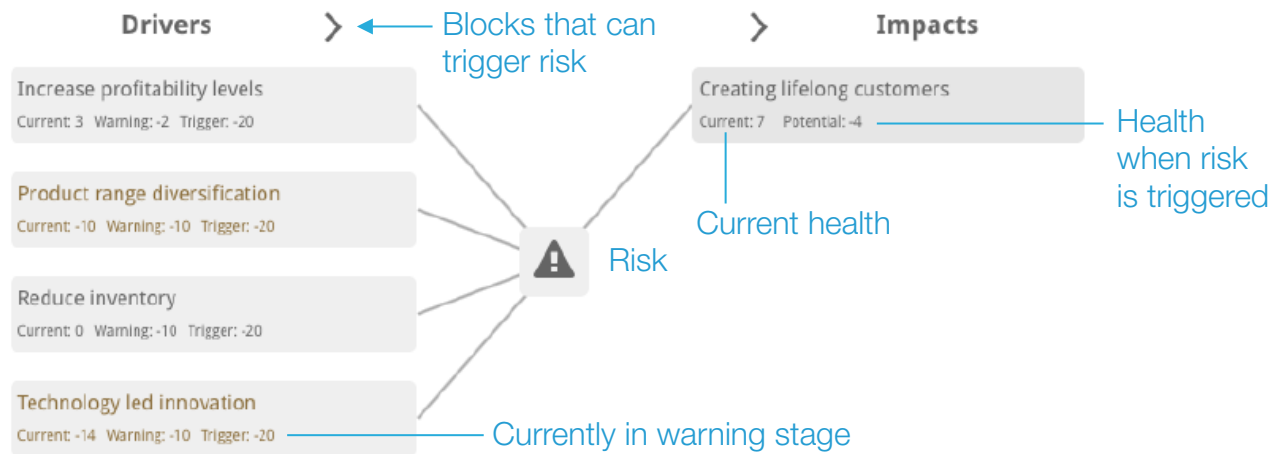 Drivers
Blocks that can
trigger risk
Impacts
Increase profitability levels
Current: 3 Warning: -2 Trigger: -20
Product range diversification
Current: -10 Warning: -10 Trigger: -20
Reduce inventory
Current: 0 Warning: -10 Trigger: -20
Technology led innovation
Current: -14 Warning: -10 Trigger: -20
Currently in warning stage
Risk
Creating lifelong customers
Current: 7 Potential: -4
Current health
Health
when risk
is triggered